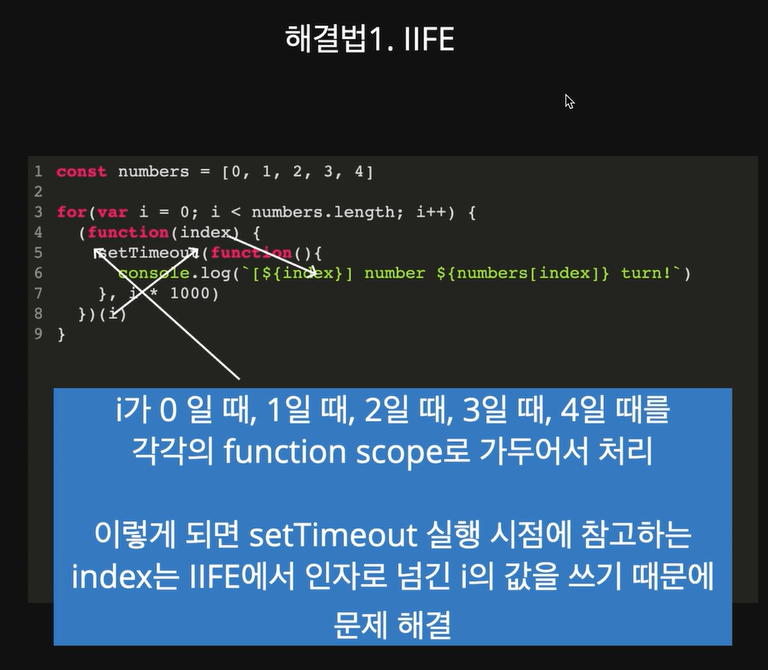 해결법1. IIFE
1 const numbers = [0, 1, 2, 3, 4]
2
3 for(var i = 0; i < numbers.length; i++) {
4 (function(index) {
5 setTimeout(function(){
6 console.log(`[${index}] number ${numbers[index]} turn!`)
7 }, i * 1000)
8 })(i)
9 }
i가 0 일 때, 1일 때, 2일 때, 3일 때, 4일 때를
각각의 function scope로 가두어서 처리
이렇게 되면 setTimeout 실행 시점에 참고하는
index는 IIFE에서 인자로 넘긴 i의 값을 쓰기 때문에
문제 해결